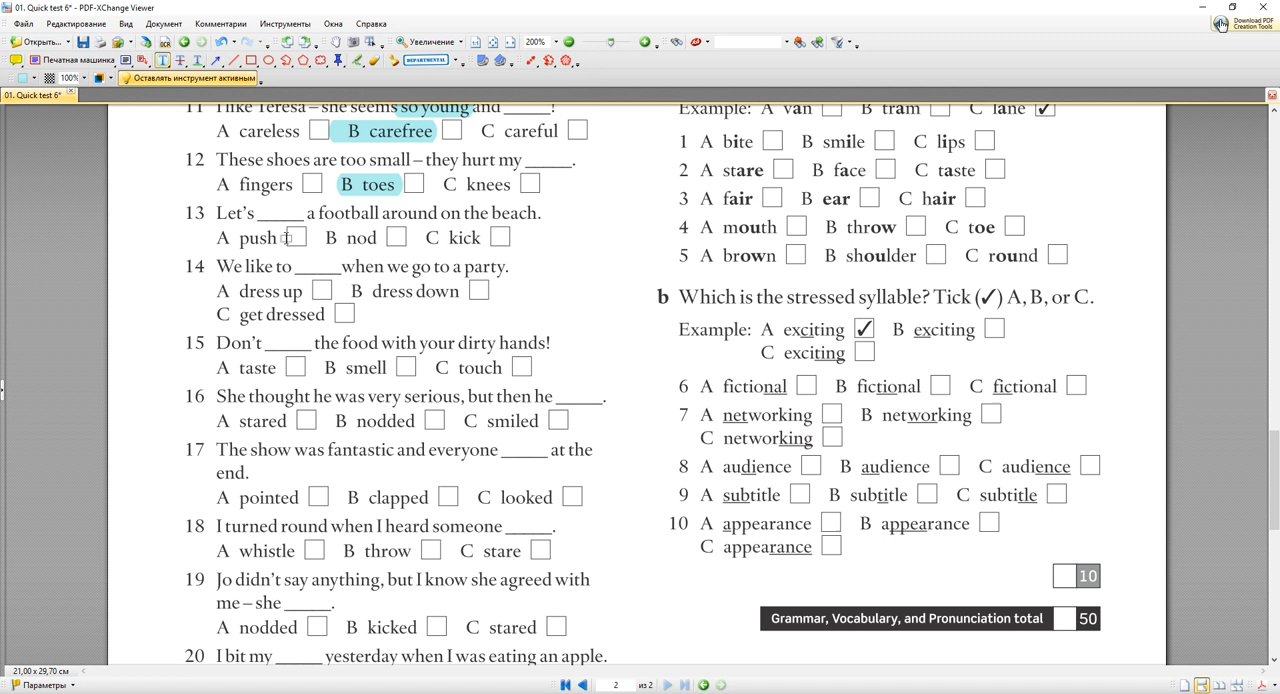 01. Quick test 6* - PDF-XChange Viewer
Файл Редактирование Вид Документ Комментарии Инструменты Окна Справка
Открыть... OCR Увеличение 200% Download PDF Creation Tools
Печатная машинка DEPARTMENTAL
100% Оставлять инструмент активным
01. Quick test 6*
11 I like Teresa – she seems so young and _____!
A careless B carefree C careful
12 These shoes are too small – they hurt my _____.
A fingers B toes C knees
13 Let's _____ a football around on the beach.
A push B nod C kick
14 We like to _____ when we go to a party.
A dress up B dress down
C get dressed
15 Don't _____ the food with your dirty hands!
A taste B smell C touch
16 She thought he was very serious, but then he _____.
A stared B nodded C smiled
17 The show was fantastic and everyone _____ at the
end.
A pointed B clapped C looked
18 I turned round when I heard someone _____.
A whistle B throw C stare
19 Jo didn't say anything, but I know she agreed with
me – she _____.
A nodded B kicked C stared
20 I bit my _____ yesterday when I was eating an apple.
Example: A van B tram C lane ✓
1 A bite B smile C lips
2 A stare B face C taste
3 A fair B ear C hair
4 A mouth B throw C toe
5 A brown B shoulder C round
b Which is the stressed syllable? Tick (✓) A, B, or C.
Example: A exciting ✓ B exciting
C exciting
6 A fictional B fictional C fictional
7 A networking B networking
C networking
8 A audience B audience C audience
9 A subtitle B subtitle C subtitle
10 A appearance B appearance
C appearance
10
Grammar, Vocabulary, and Pronunciation total 50
21,00 x 29,70 см
Параметры 2 из 2